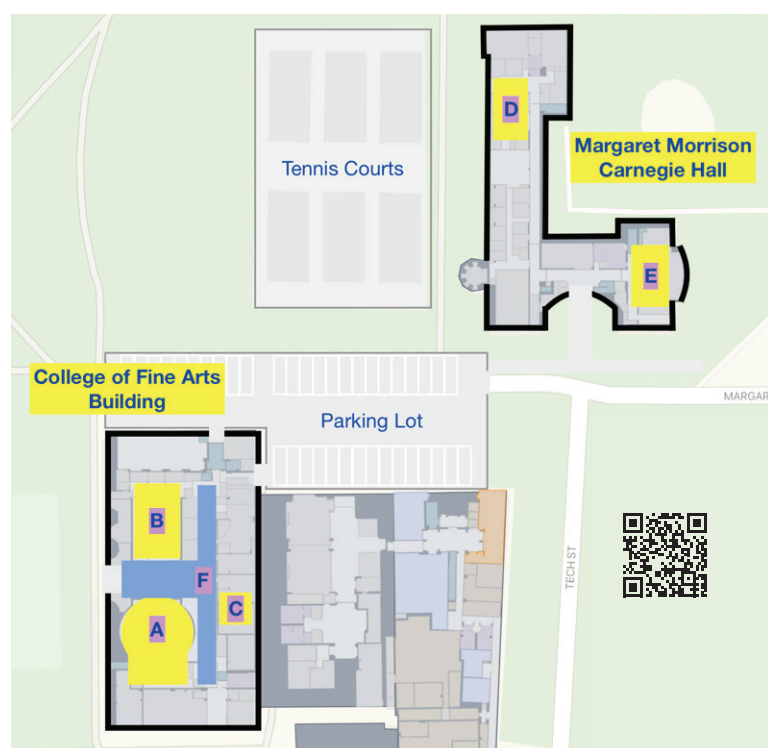 D
Margaret Morrison
Carnegie Hall
Tennis Courts
E
College of Fine Arts
Building
MARGAR
Parking Lot
B
F
C
A
TECH ST